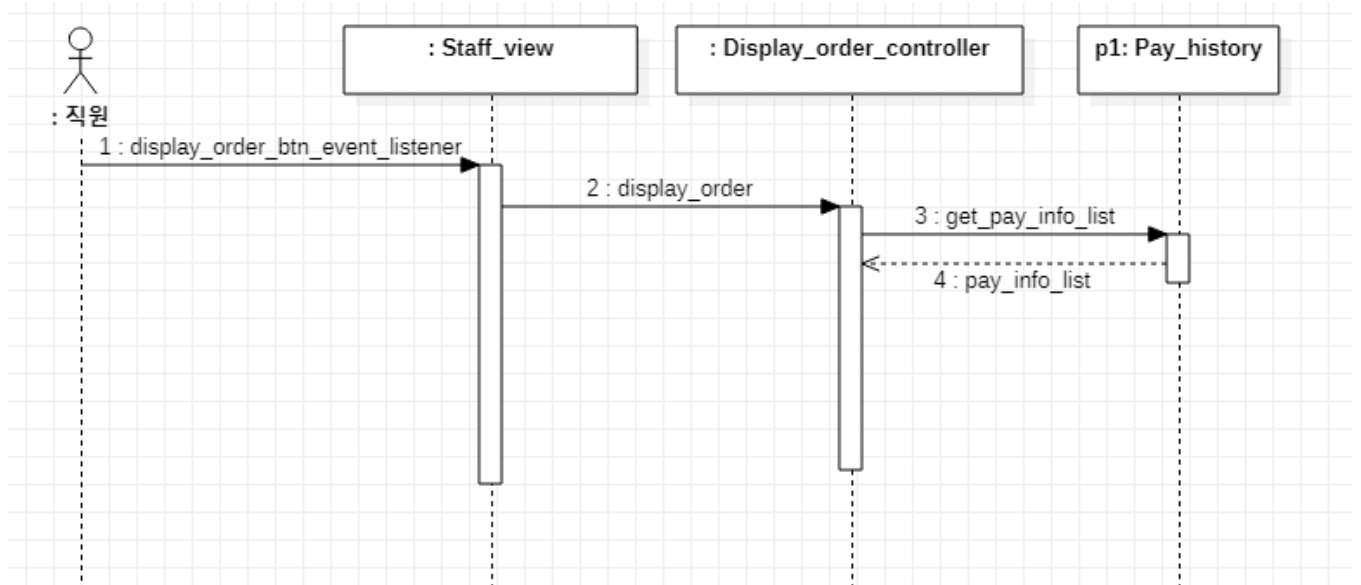 : Staff_view
: Display_order_controller
p1: Pay_history
: 직원
1 : display_order_btn_event_listener
2 : display_order
3 : get_pay_info_list
4 : pay_info_list